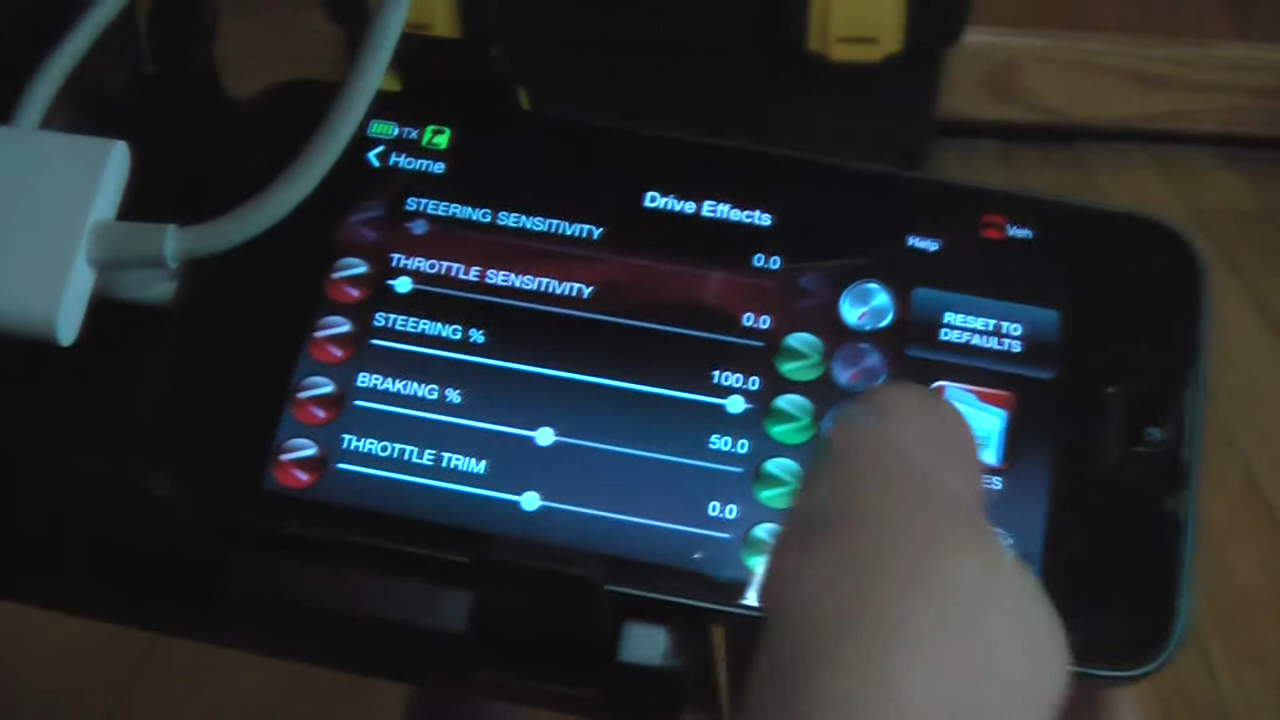 TX
Home
Drive Effects
Veh
Help
STEERING SENSITIVITY
0.0
THROTTLE SENSITIVITY
0.0
RESET TO
DEFAULTS
STEERING %
100.0
BRAKING %
50.0
THROTTLE TRIM
0.0